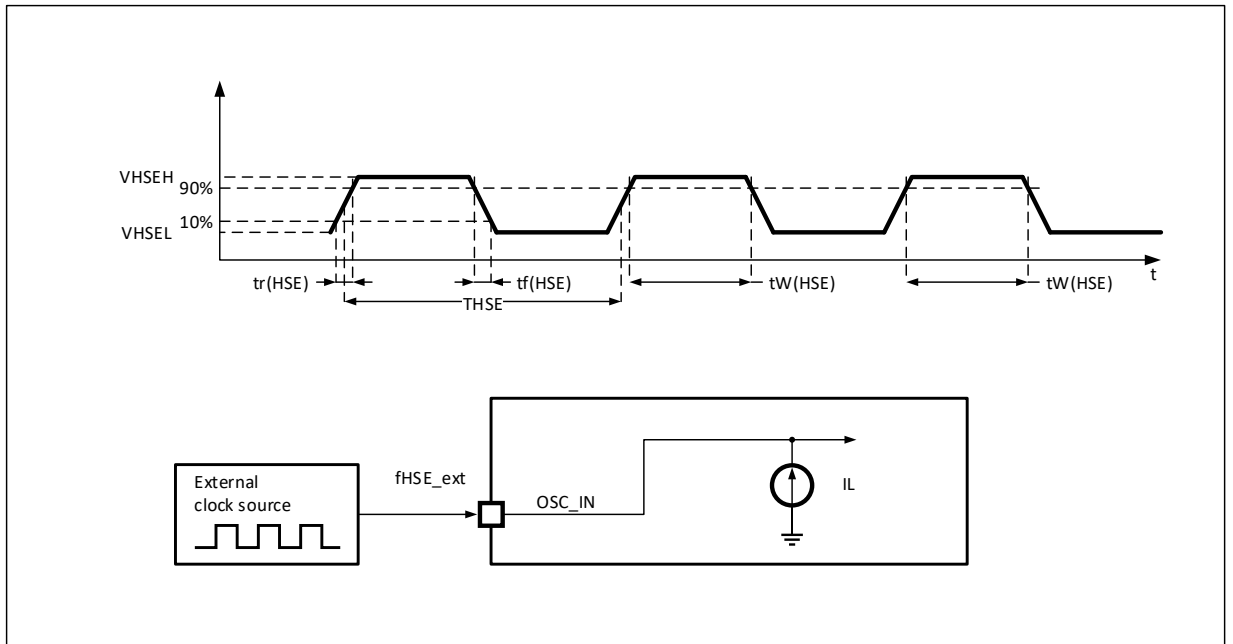 VHSEH
90%
10%
VHSEL
tr(HSE)
tf(HSE)
tW(HSE)
tW(HSE)
t
THSE
External
clock source
fHSE_ext
OSC_IN
IL